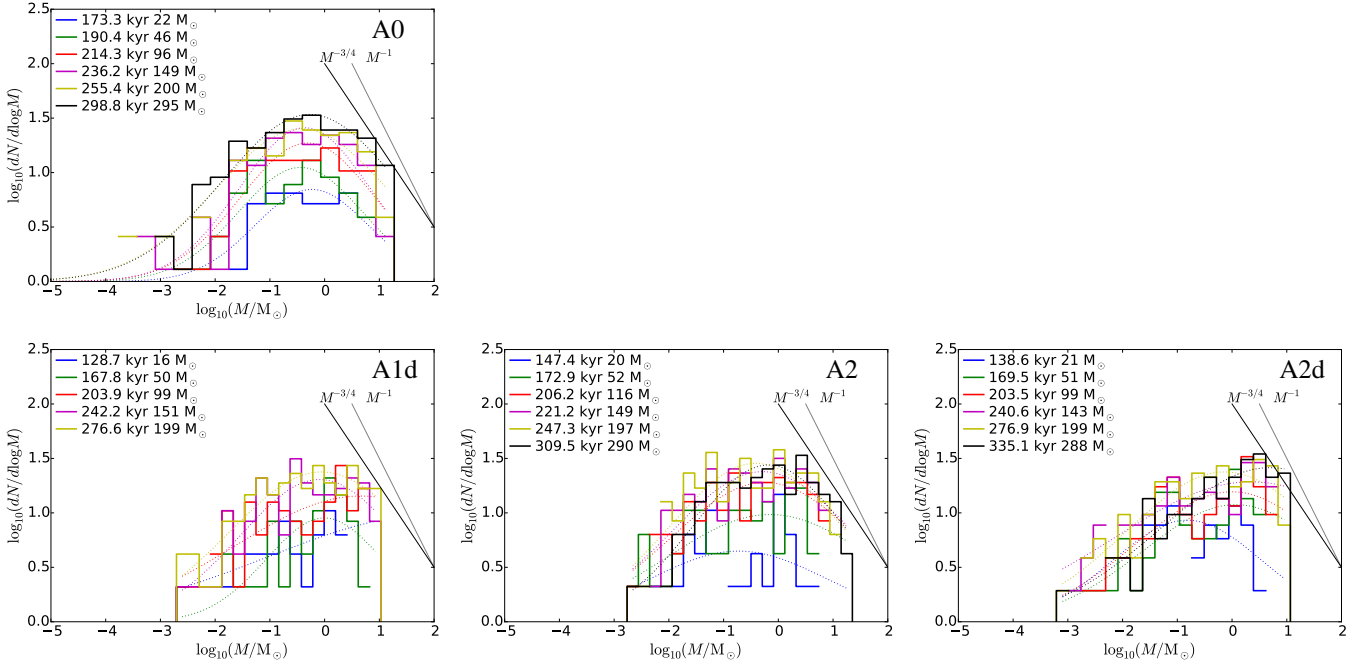 A0
173.3 kyr 22 M⊙
190.4 kyr 46 M⊙
214.3 kyr 96 M⊙
236.2 kyr 149 M⊙
255.4 kyr 200 M⊙
298.8 kyr 295 M⊙
M^{-3/4} M^{-1}
2.5
2.0
1.5
1.0
0.5
0.0
log₁₀(dN/dlogM)
−5 −4 −3 −2 −1 0 1 2
log₁₀(M/M⊙)
A1d
128.7 kyr 16 M⊙
167.8 kyr 50 M⊙
203.9 kyr 99 M⊙
242.2 kyr 151 M⊙
276.6 kyr 199 M⊙
M^{-3/4} M^{-1}
2.5
2.0
1.5
1.0
0.5
0.0
log₁₀(dN/dlogM)
−5 −4 −3 −2 −1 0 1 2
log₁₀(M/M⊙)
A2
147.4 kyr 20 M⊙
172.9 kyr 52 M⊙
206.2 kyr 116 M⊙
221.2 kyr 149 M⊙
247.3 kyr 197 M⊙
309.5 kyr 290 M⊙
M^{-3/4} M^{-1}
2.5
2.0
1.5
1.0
0.5
0.0
log₁₀(dN/dlogM)
−5 −4 −3 −2 −1 0 1 2
log₁₀(M/M⊙)
A2d
138.6 kyr 21 M⊙
169.5 kyr 51 M⊙
203.5 kyr 99 M⊙
240.6 kyr 143 M⊙
276.9 kyr 199 M⊙
335.1 kyr 288 M⊙
M^{-3/4} M^{-1}
2.5
2.0
1.5
1.0
0.5
0.0
log₁₀(dN/dlogM)
−5 −4 −3 −2 −1 0 1 2
log₁₀(M/M⊙)